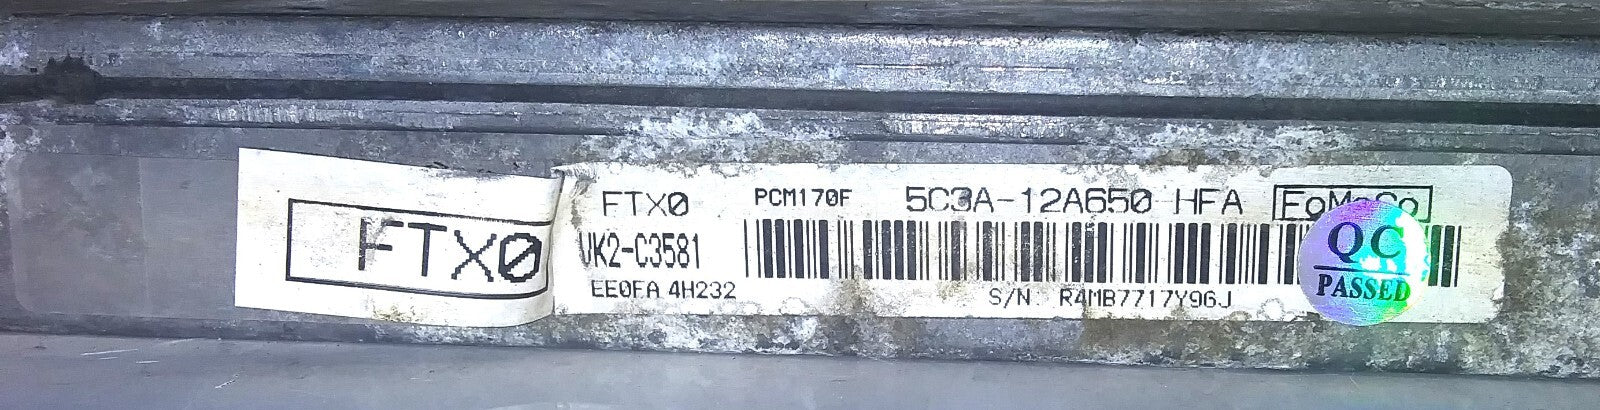 FTX0
FTX0 PCM170F 5C3A-12A650 HFA FoMoCo
VK2-C3581
EE0FA 4H232
S/N R4MB7717Y96J
QC
PASSED